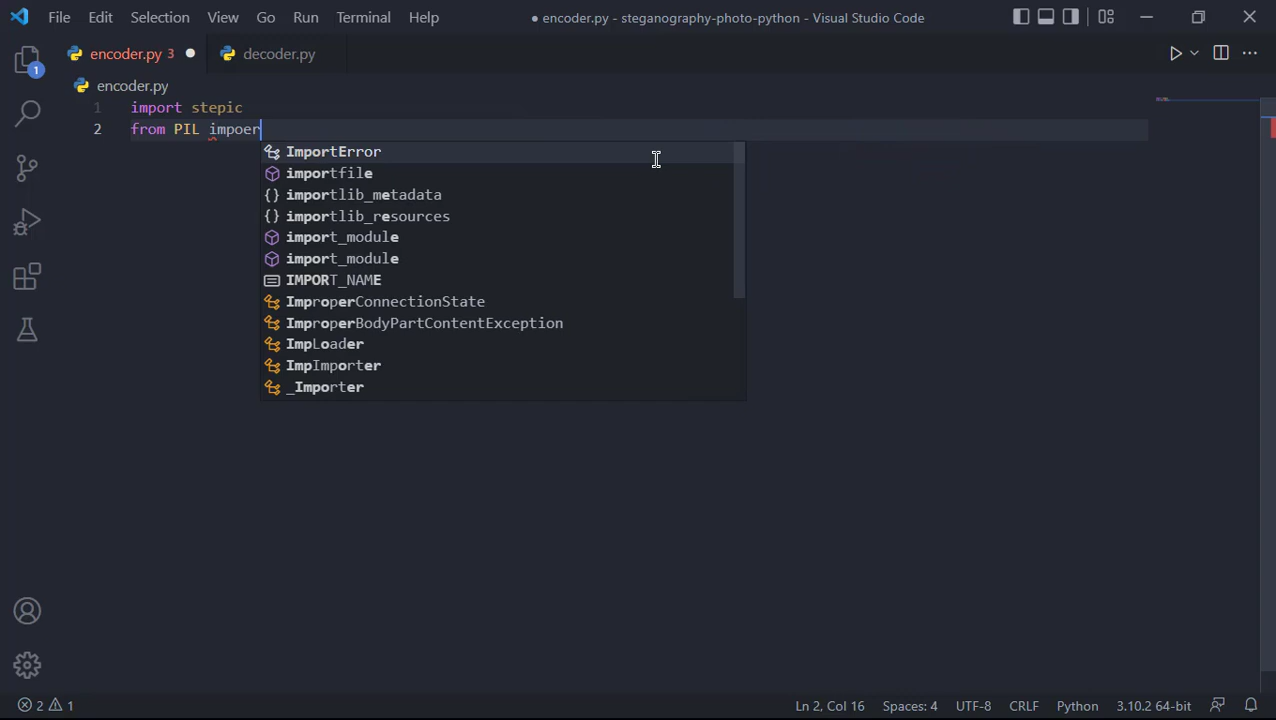 File Edit Selection View Go Run Terminal Help ● encoder.py - steganography-photo-python - Visual Studio Code
encoder.py 3 ● decoder.py
1
encoder.py
1 import stepic
2 from PIL impoer
ImportError
importfile
importlib_metadata
importlib_resources
import_module
import_module
IMPORT_NAME
ImproperConnectionState
ImproperBodyPartContentException
ImpLoader
ImpImporter
_Importer
2 1 Ln 2, Col 16 Spaces: 4 UTF-8 CRLF Python 3.10.2 64-bit